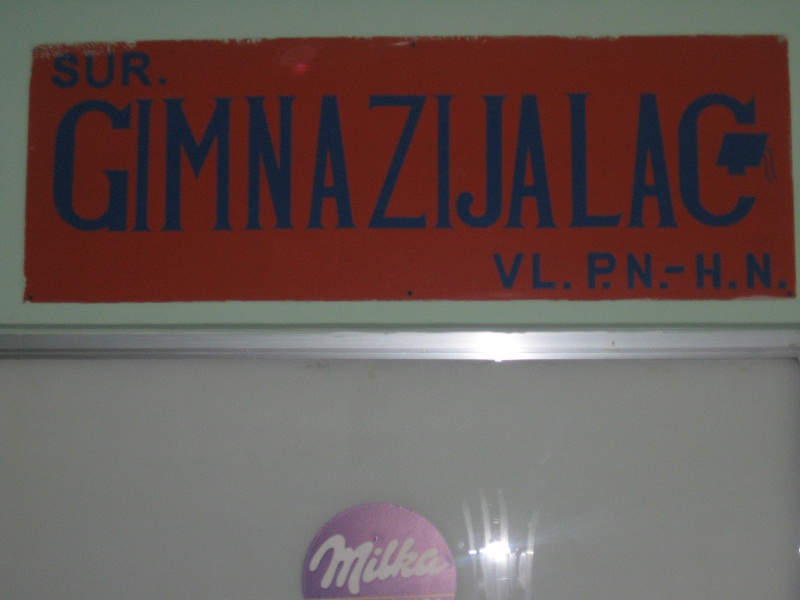 SUR.
GIMNAZIJALAC
VL. P.N.-H.N.
Milka